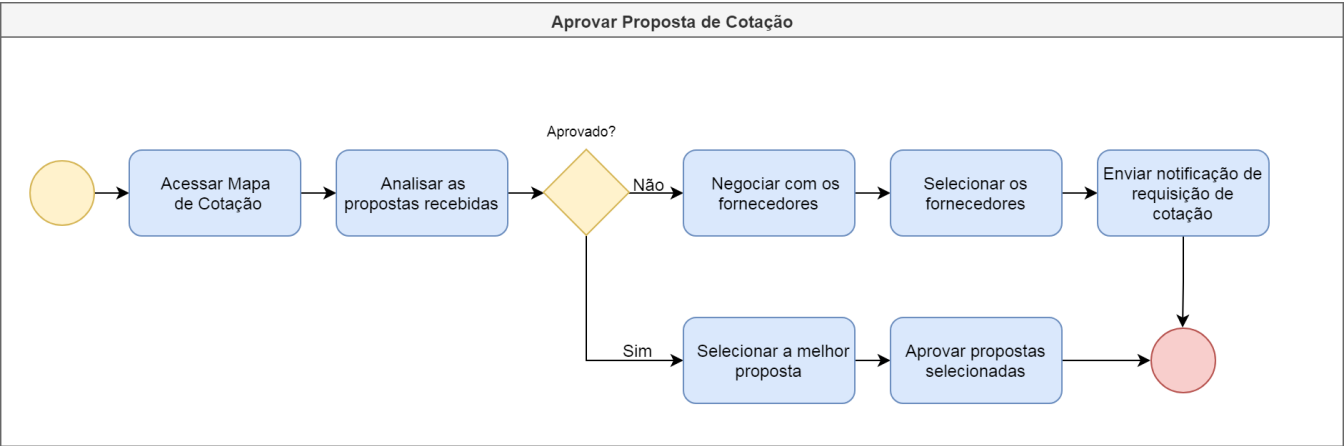 Aprovar Proposta de Cotação
Aprovado?
Acessar Mapa
de Cotação
Analisar as
propostas recebidas
Não
Negociar com os
fornecedores
Selecionar os
fornecedores
Enviar notificação de
requisição de
cotação
Sim
Selecionar a melhor
proposta
Aprovar propostas
selecionadas